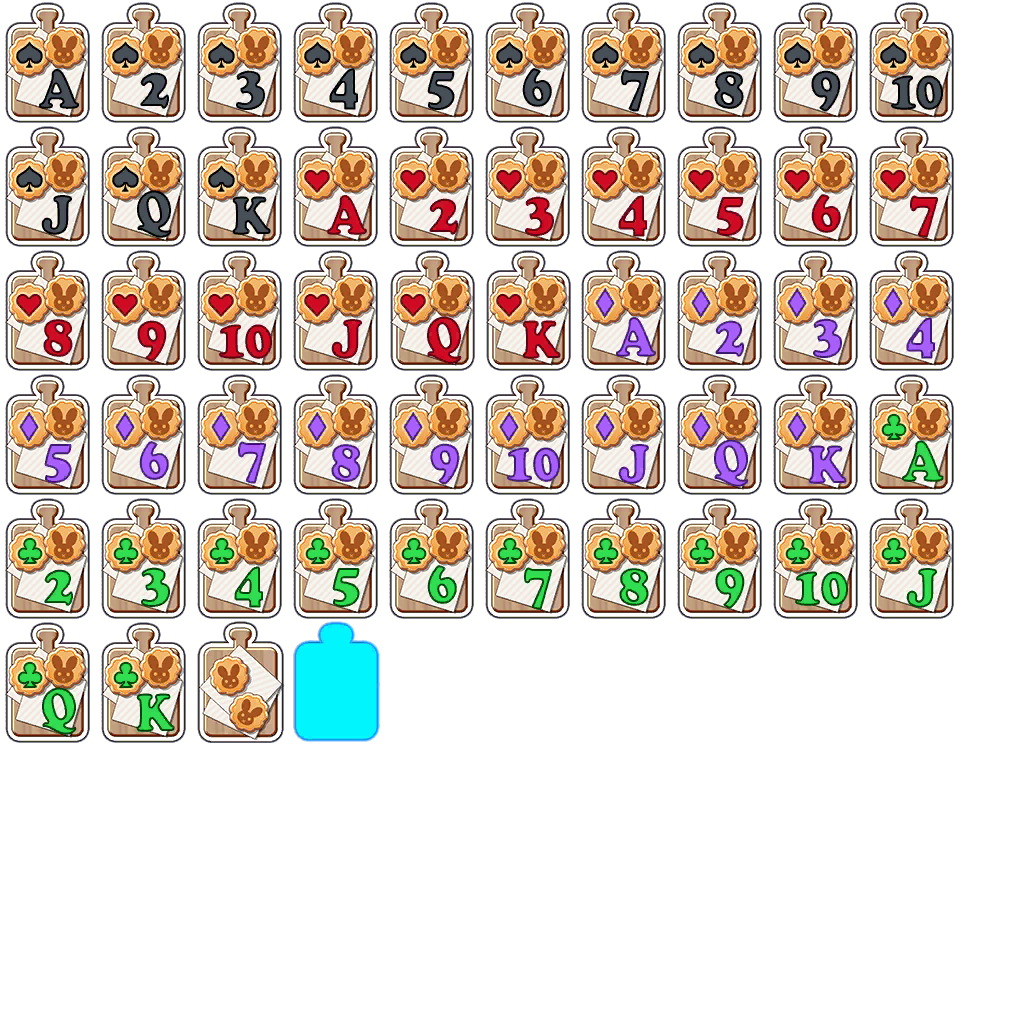 A 2 3 4 5 6 7 8 9 10
J Q K A 2 3 4 5 6 7
8 9 10 J Q K A 2 3 4
5 6 7 8 9 10 J Q K A
2 3 4 5 6 7 8 9 10 J
Q K